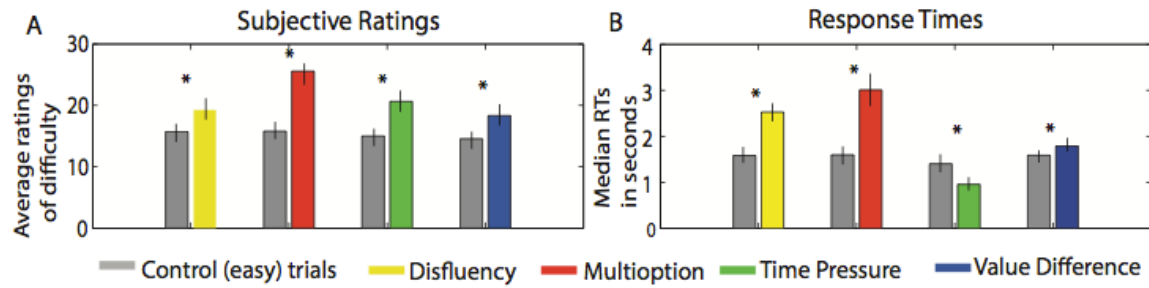 A
Subjective Ratings
Average ratings
of difficulty
30
20
10
0
*
*
*
*
B
Response Times
Median RTs
in seconds
4
3
2
1
0
*
*
*
*
Control (easy) trials
Disfluency
Multioption
Time Pressure
Value Difference